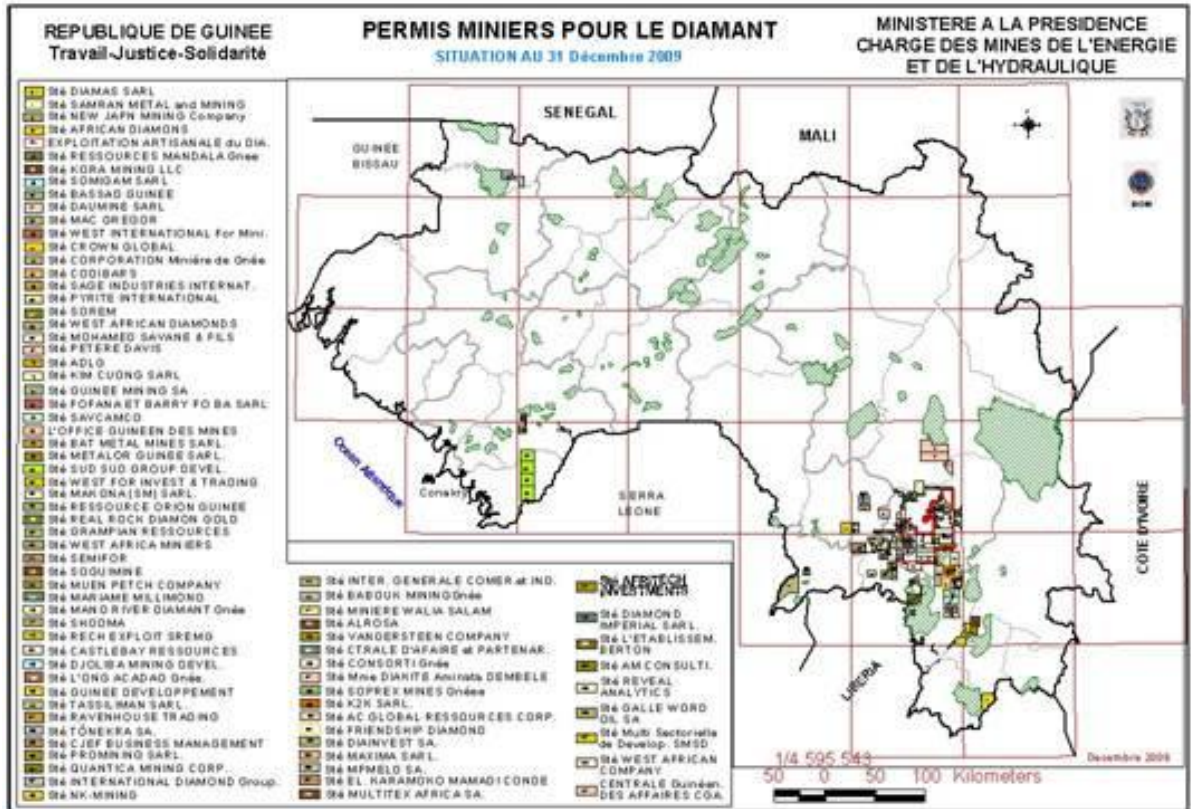 REPUBLIQUE DE GUINEE
Travail-Justice-Solidarité
PERMIS MINIERS POUR LE DIAMANT
SITUATION AU 31 Décembre 2009
MINISTERE A LA PRESIDENCE
CHARGE DES MINES DE L'ENERGIE
ET DE L'HYDRAULIQUE
Sté DIAMAS SARL
Sté SAMRAN METAL and MINING
Sté NEW JAPN MINING Company
Sté AFRICAN DIAMONS
EXPLOITATION ARTISANALE du DIA.
Sté RESSOURCES MANDALA Gnee
Sté KORA MINING LLC
Sté SOMIGAM SARL
Sté BASSAD GUINEE
Sté DAUMINE SARL
Sté MAC GREGOR
Sté WEST INTERNATIONAL For Mini.
Sté CROWN GLOBAL
Sté CORPORATION Minière de Gnée
Sté CODIBARS
Sté SAGE INDUSTRIES INTERNAT.
Sté PYRITE INTERNATIONAL
Sté SOREM
Sté WEST AFRICAN DIAMONDS
Sté MOHAMED SAVANE & FILS
Sté PETERE DAVIS
Sté ADLG
Sté KIM CUONG SARL
Sté GUINEE MINING SA
Sté FOFANA ET BARRY FO BA SARL
Sté SAVCAMCO
L'OFFICE GUINEEN DES MINES
Sté BAT METAL MINES SARL.
Sté METALOR GUINEE SARL.
Sté SUD SUD GROUP DEVEL.
Sté WEST FOR INVEST & TRADING
Sté MAKONA (SM) SARL.
Sté RESSOURCE ORION GUINEE
Sté REAL ROCK DIAMON GOLD
Sté GRAMPIAN RESSOURCES
Sté WEST AFRICA MINIERS
Sté SEMIFOR
Sté SOGUIMINE
Sté MUEN PETCH COMPANY
Sté MARIAME MILLIMONO
Sté MANO RIVER DIAMANT Gnée
Sté SHODMA
Sté RECH EXPLOIT SREMG
Sté CASTLEBAY RESSOURCES
Sté DJOLIBA MINING DEVEL.
Sté L'ONG ACADAO Gnée.
Sté GUINEE DEVELOPPEMENT
Sté TASSILIMAN SARL.
Sté RAVENHOUSE TRADING
Sté TÔNEKRA SA.
Sté CJEF BUSINESS MANAGEMENT
Sté PROMINING SARL.
Sté QUANTICA MINING CORP.
Sté INTERNATIONAL DIAMOND Group.
Sté NK-MINING
Sté INTER. GENERALE COMER et IND.
Sté BABOUK MINING Gnée
Sté MINIERE WALIA SALAM
Sté ALROSA
Sté VANDERSTEEN COMPANY
Sté CTRALE D'AFAIRE et PARTENAR.
Sté CONSORTI Gnée
Sté Mme DIAKITE Aminata DEMBELE
Sté SOPREX MINES Gnéee
Sté K2K SARL.
Sté AC GLOBAL RESSOURCES CORP.
Sté FRIENDSHIP DIAMOND
Sté DIAINVEST SA.
Sté MAXIMA SARL.
Sté MFMELO SA.
Sté EL KARAMOKO MAMADI CONDE
Sté MULTITEX AFRICA SA.
Sté AFRITECH
INVESTMENTS
Sté DIAMOND
IMPERIAL SARL.
Sté L'ETABLISSEM.
BERTON
Sté AM CONSULTI.
Sté REVEAL
ANALYTICS
Sté GALLE WORD
OIL SA
Sté Multi Sectorielle
de Develop. SMSD
Sté WEST AFRICAN
COMPANY
CENTRALE Guinéen.
DES AFFAIRES CGA.
SENEGAL
MALI
GUINEE
BISSAU
Océan Atlantique
Conakry
SIERRA
LEONE
LIBERIA
CÔTE D'IVOIRE
1/4 595 543
50 0 50 100 Kilometers
Decembre 2009